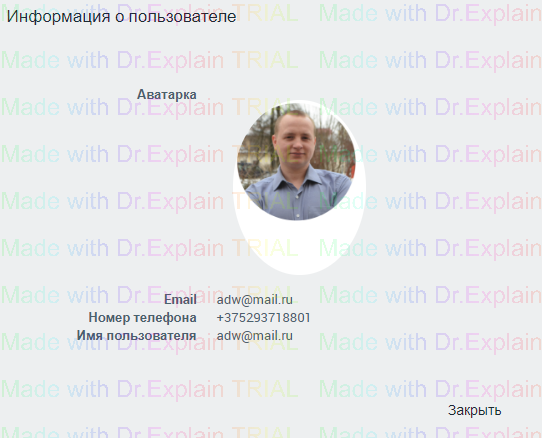 Информация о пользователе
Made with Dr.Explain TRIAL Made with Dr.Explain
Made with Dr.Explain TRIAL Made with Dr.Explain
Аватарка
Made with Dr.Explain TRIAL Made with Dr.Explain
Made with Dr.Explain TRIAL Made with Dr.Explain
Made with Dr.Explain TRIAL Made with Dr.Explain
Made with Dr.Explain TRIAL Made with Dr.Explain
Made with Dr.Explain TRIAL Made with Dr.Explain
Email adw@mail.ru
Номер телефона +375293718801
Имя пользователя adw@mail.ru
Made with Dr.Explain TRIAL Made with Dr.Explain
Made with Dr.Explain TRIAL Made with Dr.Explain
Made with Dr.Explain TRIAL Made with Dr.Explain
Закрыть